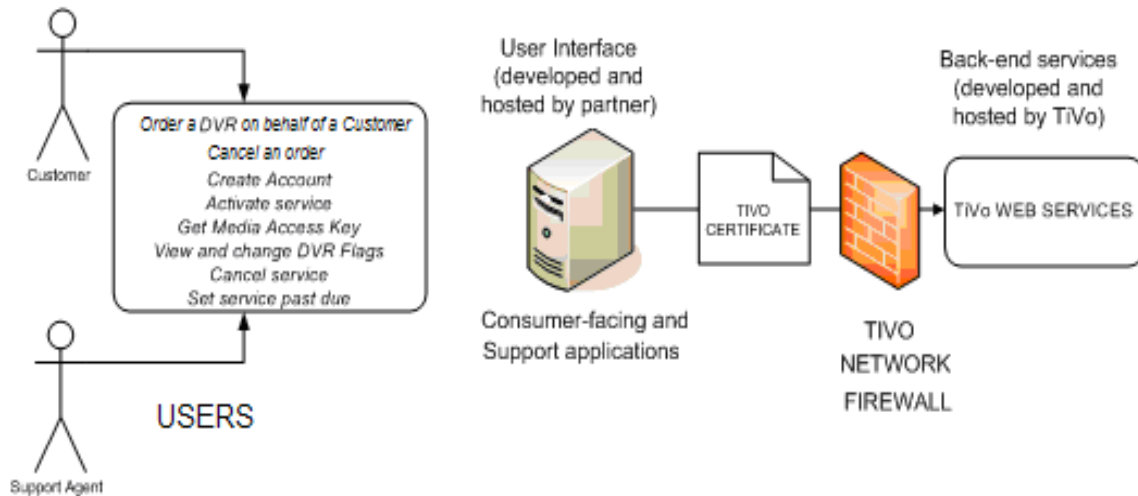 Customer
Order a DVR on behalf of a Customer
Cancel an order
Create Account
Activate service
Get Media Access Key
View and change DVR Flags
Cancel service
Set service past due
Support Agent
USERS
User Interface
(developed and
hosted by partner)
Consumer-facing and
Support applications
TIVO
CERTIFICATE
TIVO
NETWORK
FIREWALL
Back-end services
(developed and
hosted by TiVo)
TiVo WEB SERVICES